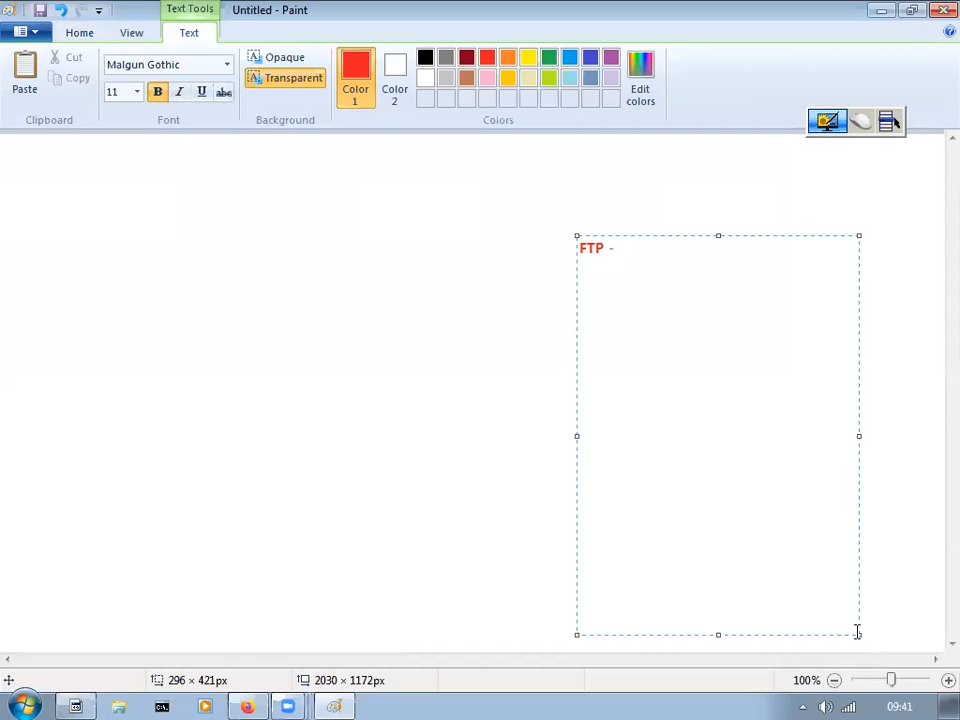 Text Tools
Untitled - Paint
Home
View
Text
Paste
Cut
Copy
Clipboard
Malgun Gothic
11
B
I
U
abc
Font
Opaque
Transparent
Background
Color 1
Color 2
Edit colors
Colors
FTP -
296 × 421px
2030 × 1172px
100%
09:41